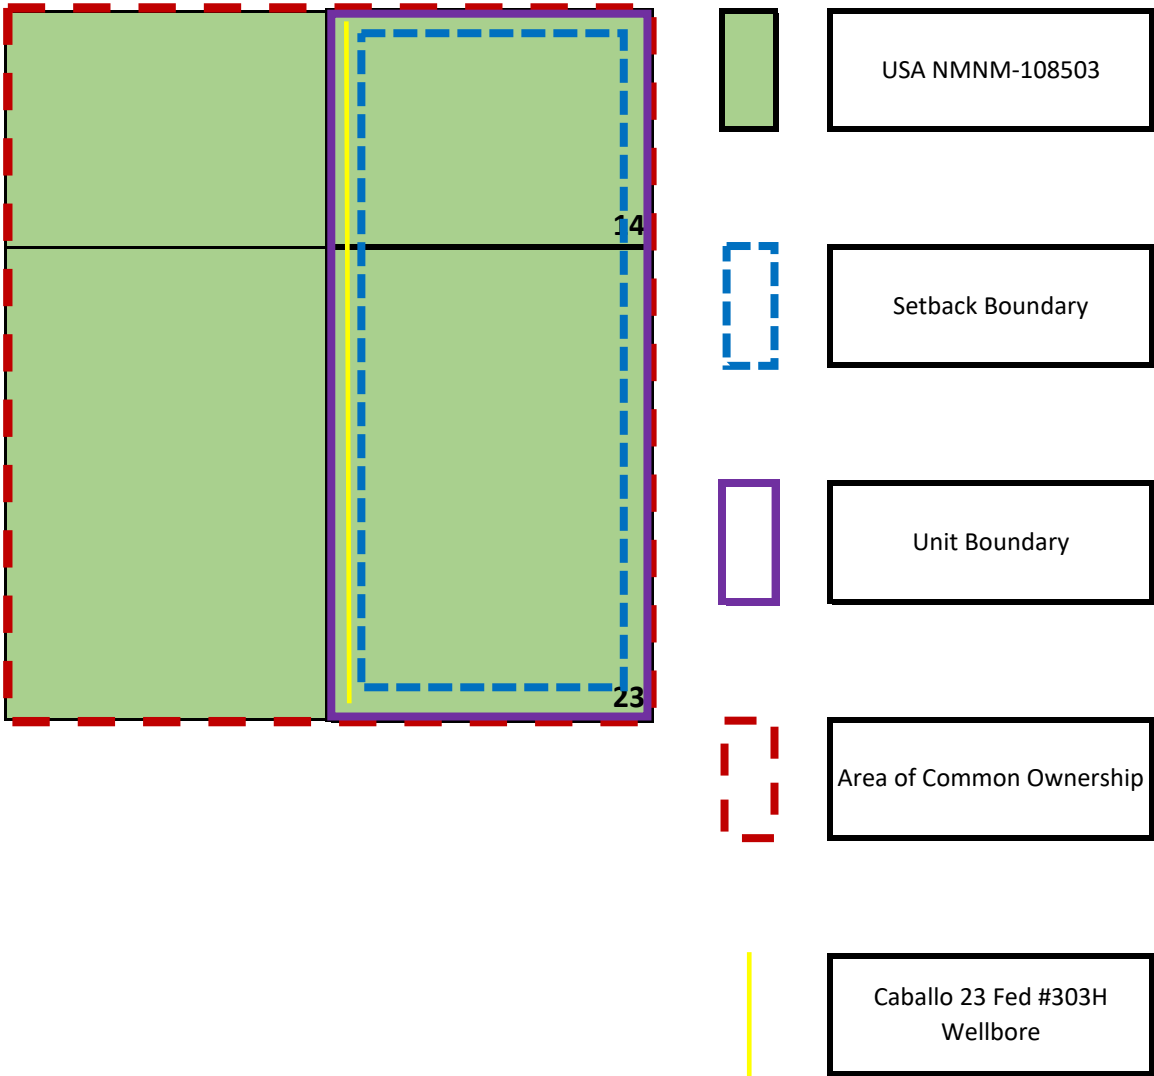 14
23
USA NMNM-108503
Setback Boundary
Unit Boundary
Area of Common Ownership
Caballo 23 Fed #303H
Wellbore